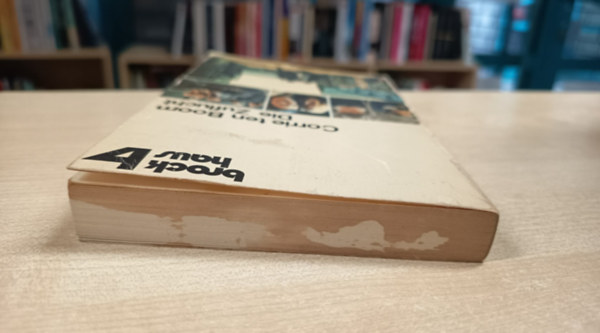 Corrie ten Boom
Die Zuflucht
brock
haus